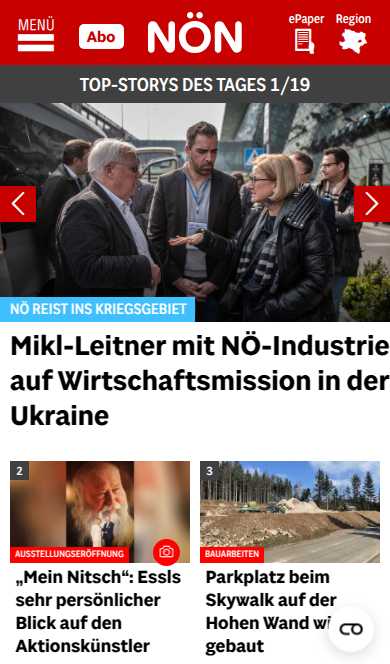 MENÜ
Abo
NÖN
ePaper
Region
TOP-STORYS DES TAGES 1/19
NÖ REIST INS KRIEGSGEBIET
Mikl-Leitner mit NÖ-Industrie
auf Wirtschaftsmission in der
Ukraine
2
AUSSTELLUNGSERÖFFNUNG
„Mein Nitsch“: Essls
sehr persönlicher
Blick auf den
Aktionskünstler
3
BAUARBEITEN
Parkplatz beim
Skywalk auf der
Hohen Wand
gebaut